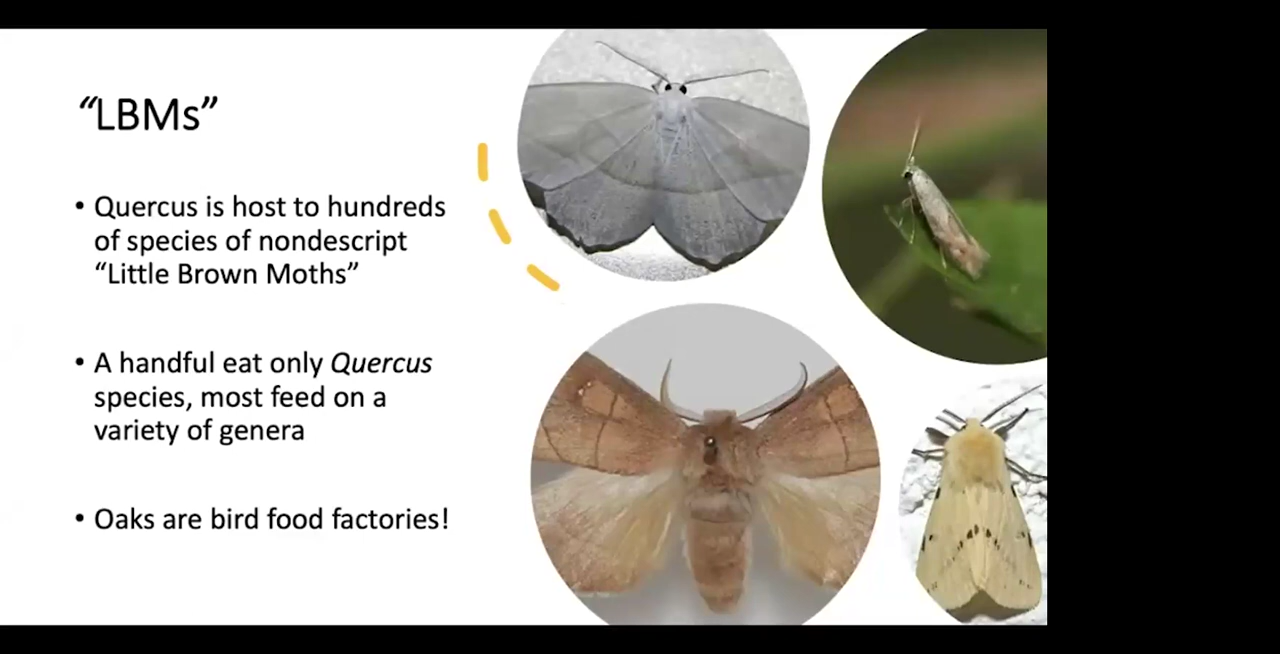 “LBMs”
• Quercus is host to hundreds
of species of nondescript
“Little Brown Moths”
• A handful eat only Quercus
species, most feed on a
variety of genera
• Oaks are bird food factories!